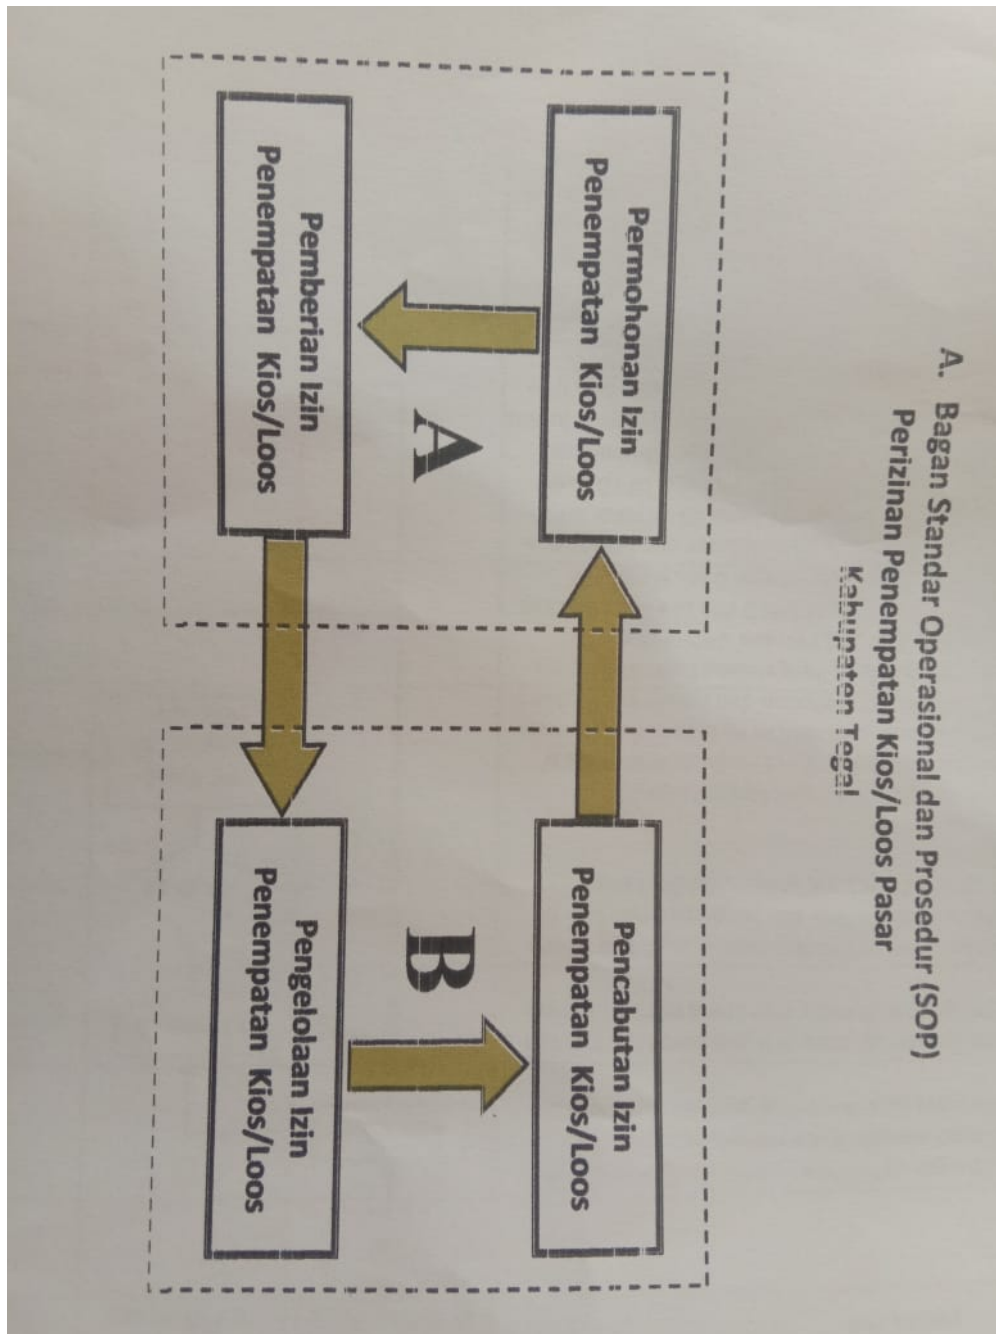 A. Bagan Standar Operasional dan Prosedur (SOP)
Perizinan Penempatan Kios/Loos Pasar
Kabupaten Tegal
Permohonan Izin
Penempatan Kios/Loos
Pencabutan Izin
Penempatan Kios/Loos
A
B
Pemberian Izin
Penempatan Kios/Loos
Pengelolaan Izin
Penempatan Kios/Loos